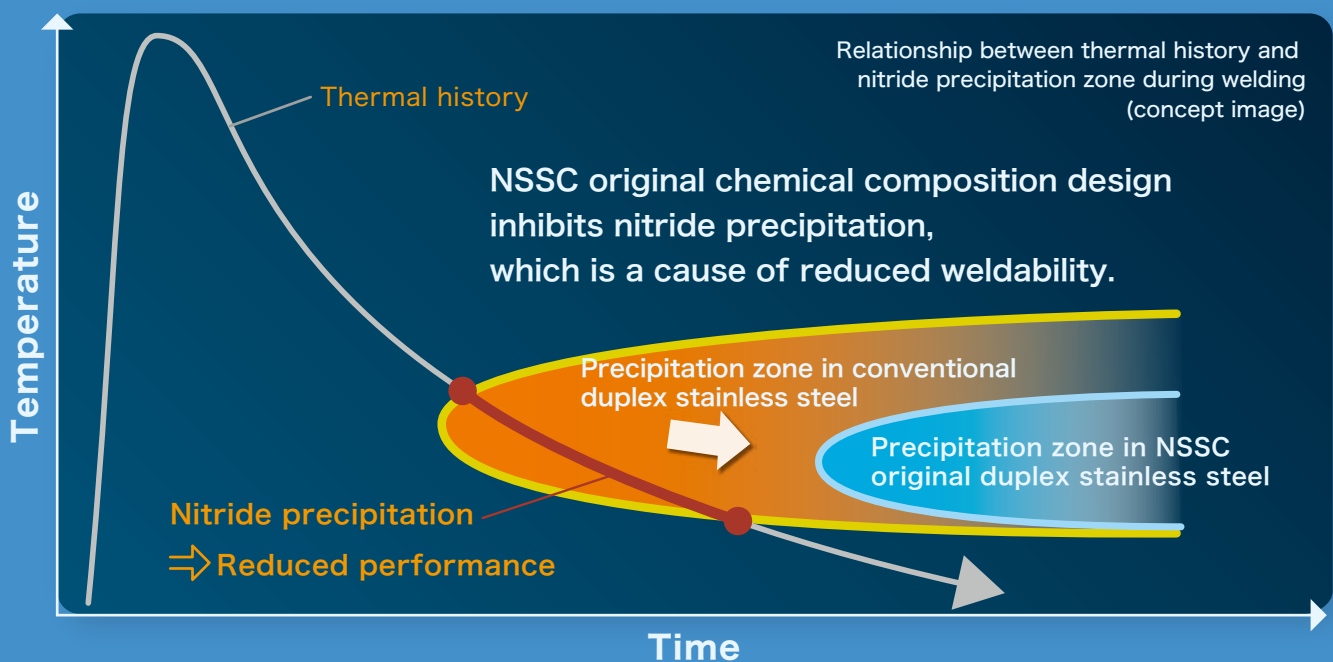 Relationship between thermal history and
nitride precipitation zone during welding
(concept image)
Thermal history
NSSC original chemical composition design
inhibits nitride precipitation,
which is a cause of reduced weldability.
Temperature
Precipitation zone in conventional
duplex stainless steel
Precipitation zone in NSSC
original duplex stainless steel
Nitride precipitation
Reduced performance
Time